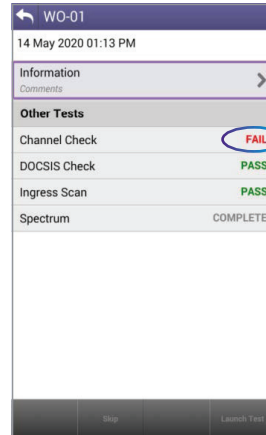 WO-01
14 May 2020 01:13 PM
Information
Comments
Other Tests
Channel Check FAIL
DOCSIS Check PASS
Ingress Scan PASS
Spectrum COMPLETE
Skip Launch Test